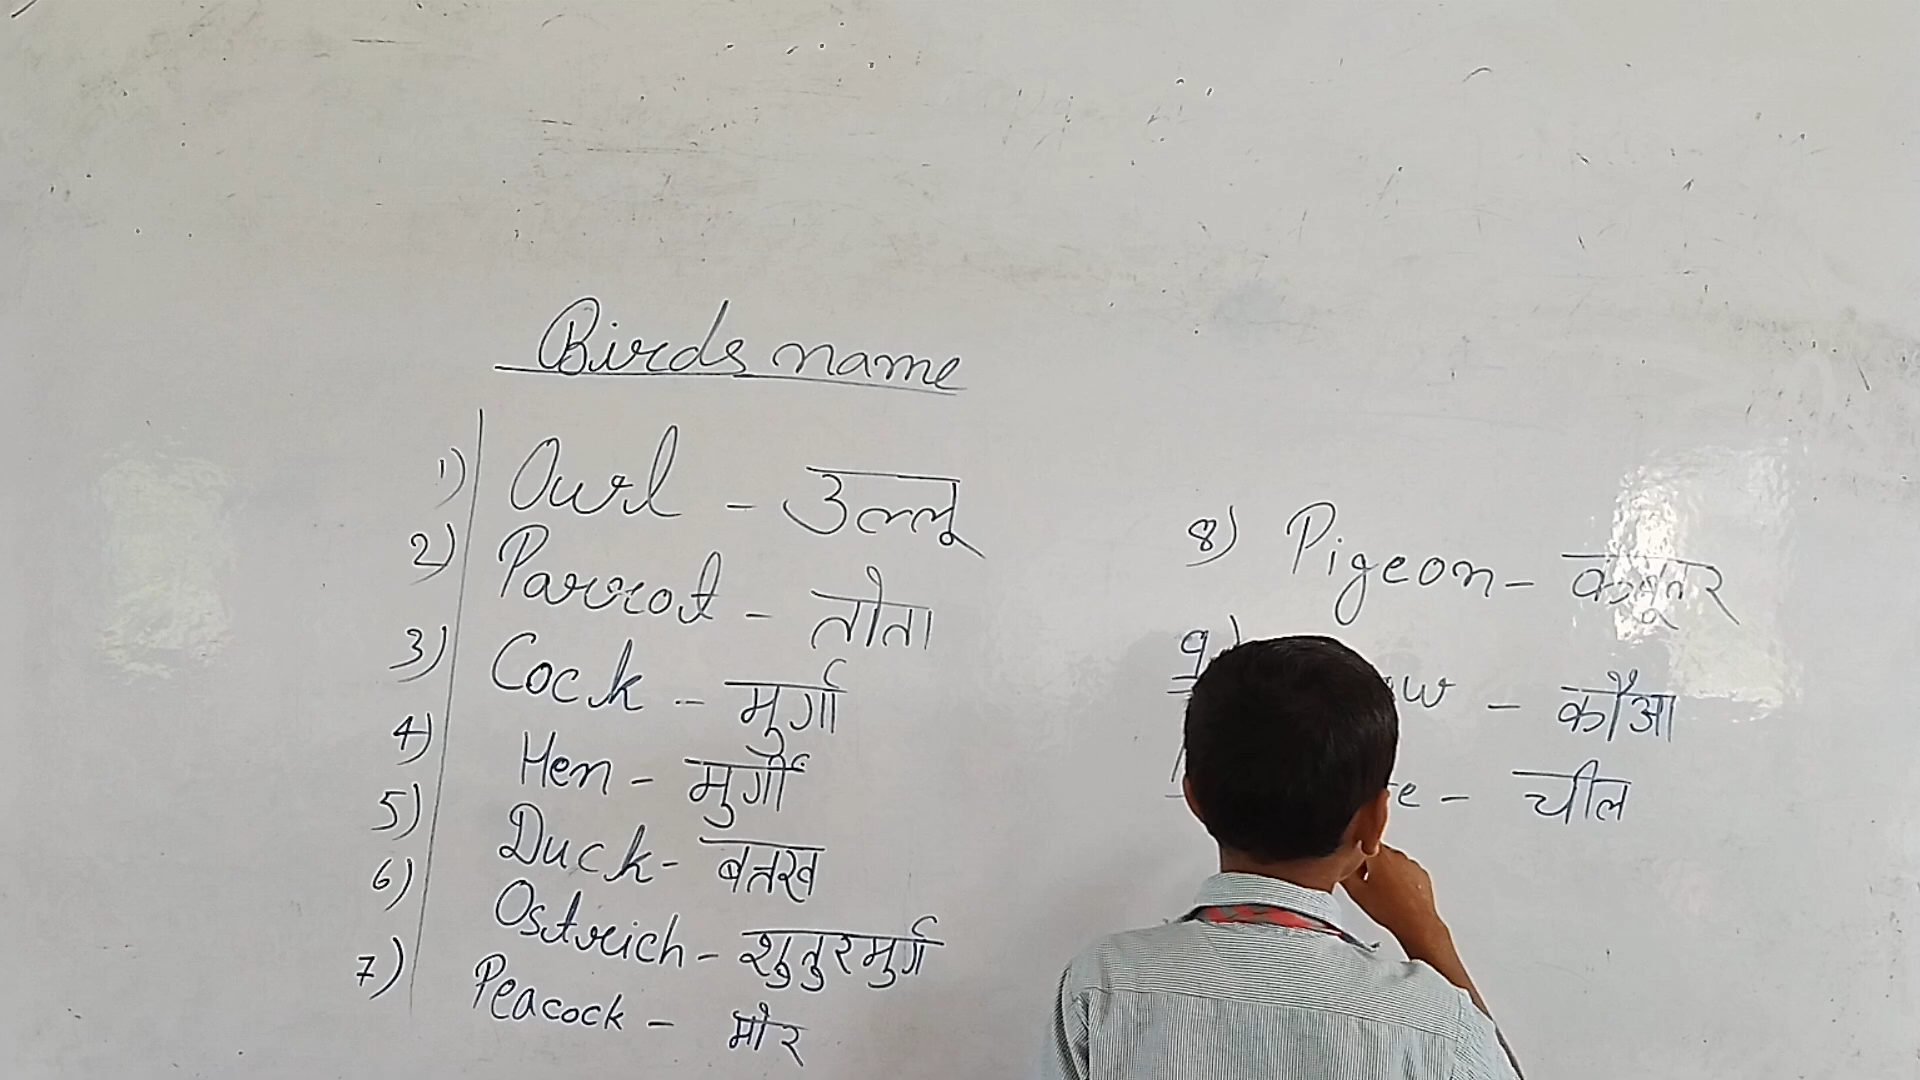 Birds name
1) Owrl - उल्लू
2) Parrot - तोता
3) Cock - मुर्गा
4) Hen - मुर्गी
5) Duck - बतख
6) Ostrich - शुतुरमुर्ग
7) Peacock - मोर
8) Pigeon - कबूतर
9) - कौआ
- चील